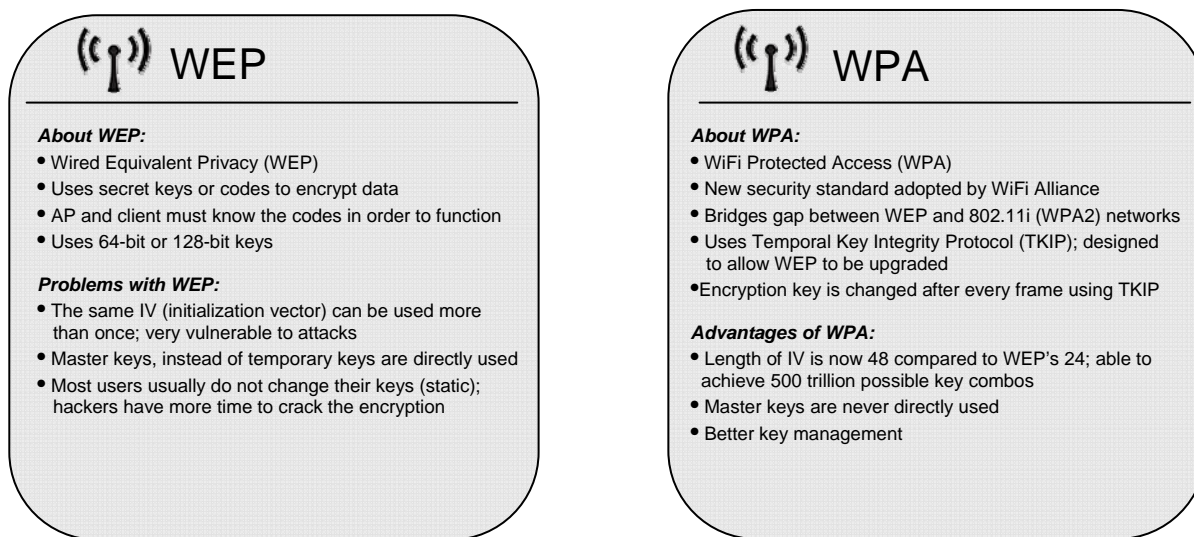 WEP
About WEP:
• Wired Equivalent Privacy (WEP)
• Uses secret keys or codes to encrypt data
• AP and client must know the codes in order to function
• Uses 64-bit or 128-bit keys
Problems with WEP:
• The same IV (initialization vector) can be used more
than once; very vulnerable to attacks
• Master keys, instead of temporary keys are directly used
• Most users usually do not change their keys (static);
hackers have more time to crack the encryption
WPA
About WPA:
• WiFi Protected Access (WPA)
• New security standard adopted by WiFi Alliance
• Bridges gap between WEP and 802.11i (WPA2) networks
• Uses Temporal Key Integrity Protocol (TKIP); designed
to allow WEP to be upgraded
•Encryption key is changed after every frame using TKIP
Advantages of WPA:
• Length of IV is now 48 compared to WEP's 24; able to
achieve 500 trillion possible key combos
• Master keys are never directly used
• Better key management